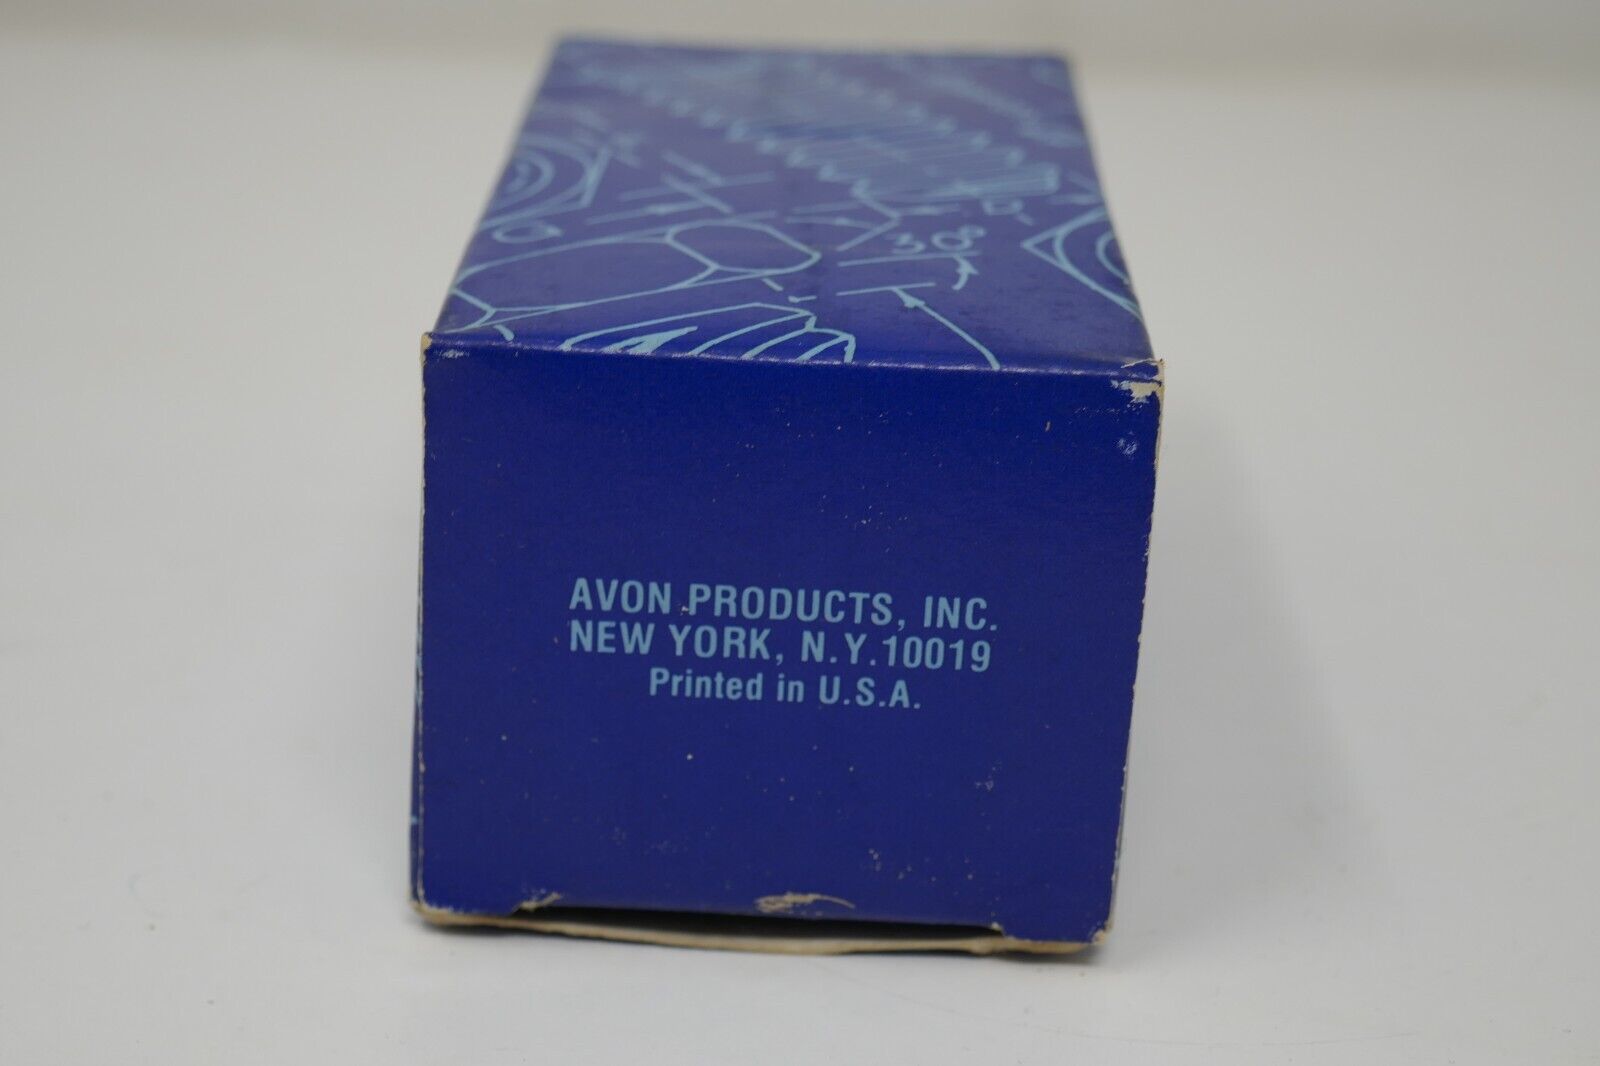 AVON PRODUCTS, INC.
NEW YORK, N.Y.10019
Printed in U.S.A.